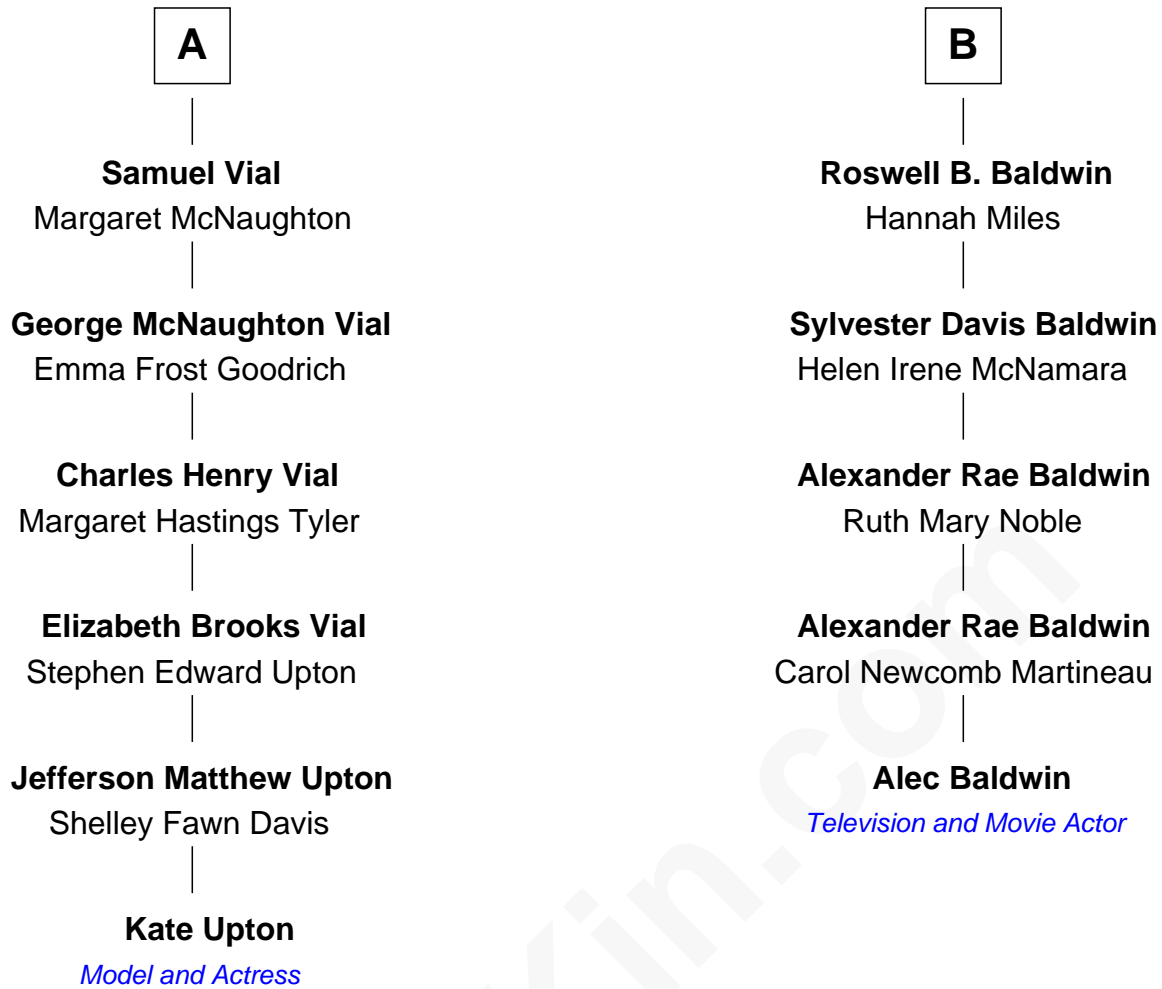 A
Samuel Vial
Margaret McNaughton
George McNaughton Vial
Emma Frost Goodrich
Charles Henry Vial
Margaret Hastings Tyler
Elizabeth Brooks Vial
Stephen Edward Upton
Jefferson Matthew Upton
Shelley Fawn Davis
Kate Upton
Model and Actress
B
Roswell B. Baldwin
Hannah Miles
Sylvester Davis Baldwin
Helen Irene McNamara
Alexander Rae Baldwin
Ruth Mary Noble
Alexander Rae Baldwin
Carol Newcomb Martineau
Alec Baldwin
Television and Movie Actor